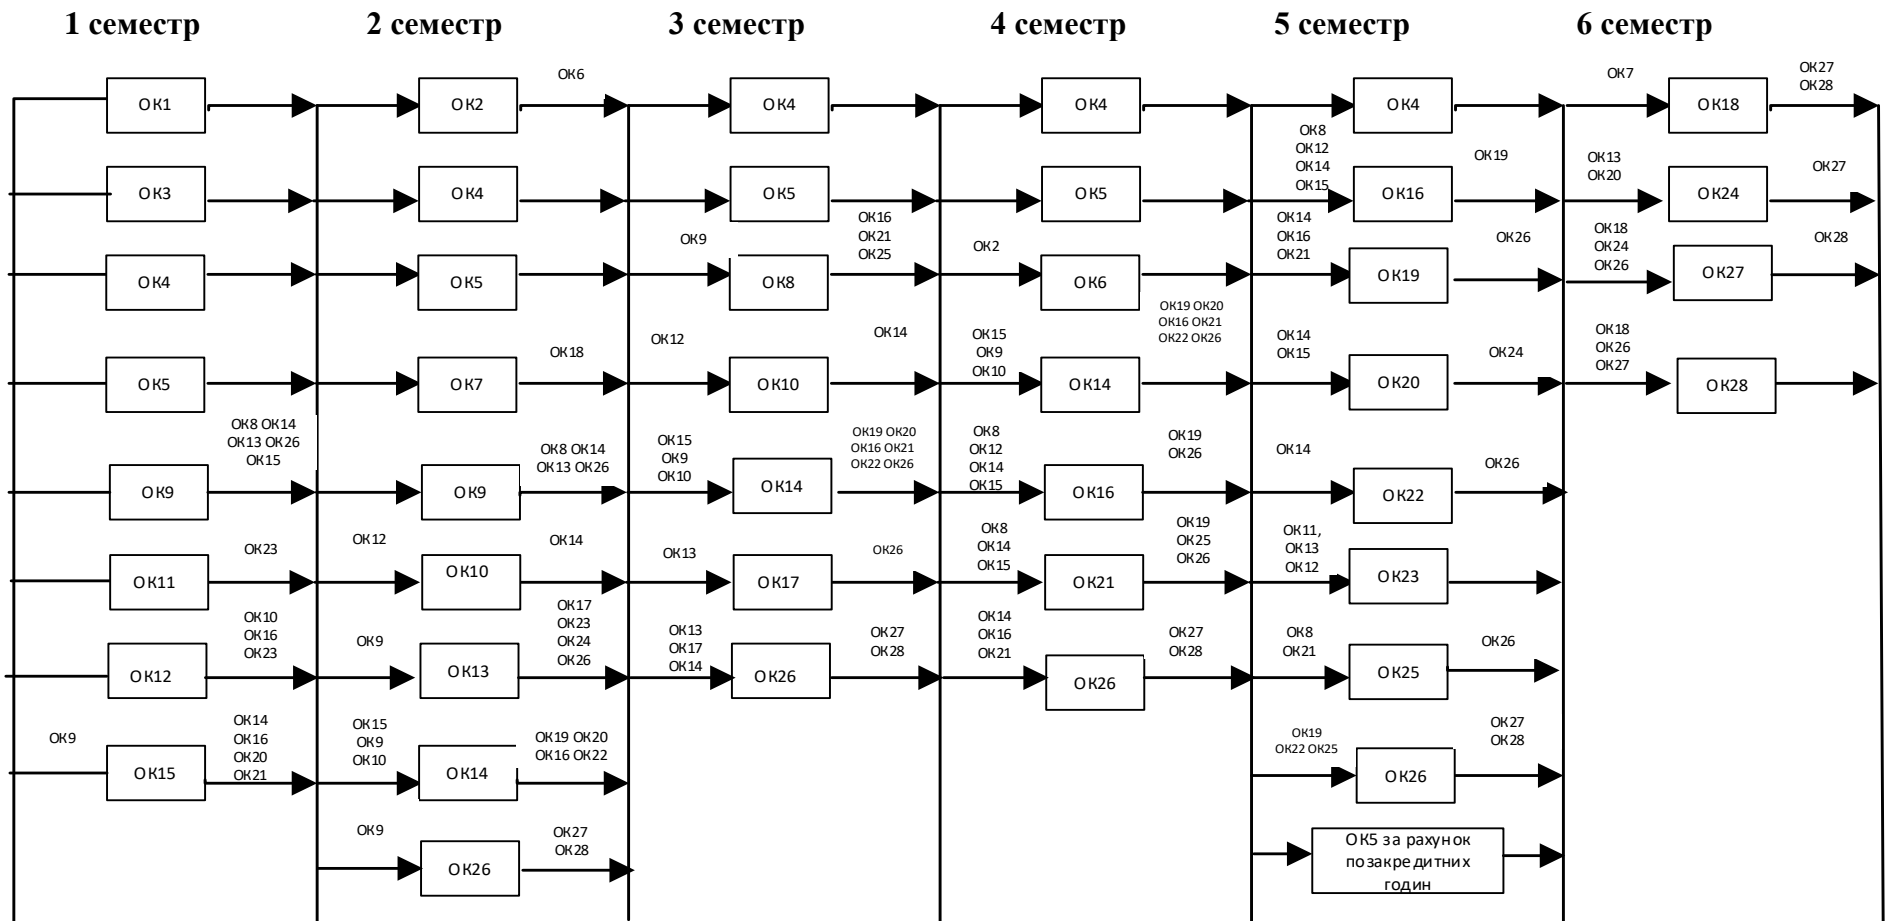 1 семестр
2 семестр
3 семестр
4 семестр
5 семестр
6 семестр
ОК1
ОК2
ОК6
ОК4
ОК4
ОК4
ОК7
ОК18
ОК27
ОК28
ОК3
ОК4
ОК5
ОК5
ОК8
ОК12
ОК14
ОК15
ОК16
ОК19
ОК13
ОК20
ОК24
ОК27
ОК4
ОК5
ОК9
ОК8
ОК16
ОК21
ОК25
ОК2
ОК6
ОК14
ОК16
ОК21
ОК19
ОК26
ОК18
ОК24
ОК26
ОК27
ОК28
ОК5
ОК7
ОК18
ОК12
ОК10
ОК14
ОК15
ОК9
ОК10
ОК14
ОК19 ОК20
ОК16 ОК21
ОК22 ОК26
ОК14
ОК15
ОК20
ОК24
ОК18
ОК26
ОК27
ОК28
ОК9
ОК8 ОК14
ОК13 ОК26
ОК15
ОК9
ОК8 ОК14
ОК13 ОК26
ОК15
ОК9
ОК10
ОК14
ОК19 ОК20
ОК16 ОК21
ОК22 ОК26
ОК8
ОК12
ОК14
ОК15
ОК16
ОК19
ОК26
ОК14
ОК22
ОК26
ОК11
ОК23
ОК12
ОК10
ОК14
ОК13
ОК17
ОК26
ОК8
ОК14
ОК15
ОК21
ОК19
ОК25
ОК26
ОК11,
ОК13
ОК12
ОК23
ОК12
ОК10
ОК16
ОК23
ОК9
ОК13
ОК17
ОК23
ОК24
ОК26
ОК13
ОК17
ОК14
ОК26
ОК27
ОК28
ОК14
ОК16
ОК21
ОК26
ОК27
ОК28
ОК8
ОК21
ОК25
ОК26
ОК9
ОК15
ОК14
ОК16
ОК20
ОК21
ОК15
ОК9
ОК10
ОК14
ОК19 ОК20
ОК16 ОК22
ОК19
ОК22 ОК25
ОК26
ОК27
ОК28
ОК9
ОК26
ОК27
ОК28
ОК5 за рахунок
позакредитних
годин